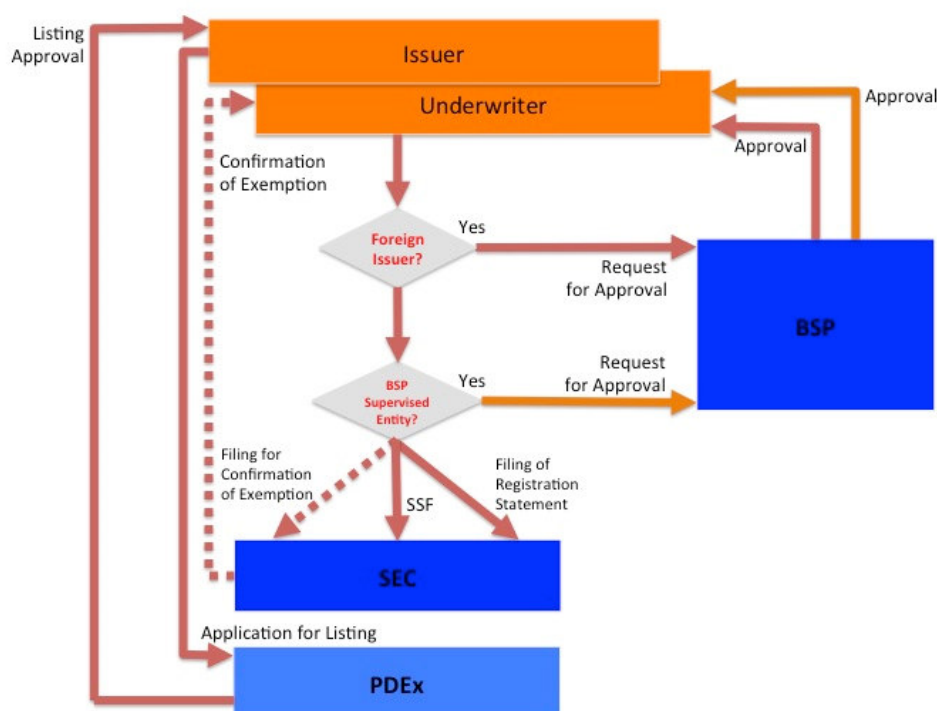 Listing
Approval
Issuer
Underwriter
Approval
Approval
Confirmation
of Exemption
Foreign
Issuer?
Yes
Request
for Approval
BSP
BSP
Supervised
Entity?
Yes
Request
for Approval
Filing for
Confirmation
of Exemption
SSF
Filing of
Registration
Statement
SEC
Application for Listing
PDEx